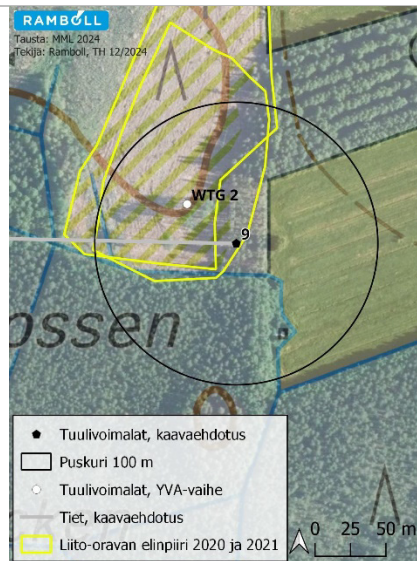 RAMBOLL
Tausta: MML 2024
Tekijä: Ramboll, TH 12/2024
WTG 2
9
ossen
Tuulivoimalat, kaavaehdotus
Puskuri 100 m
Tuulivoimalat, YVA-vaihe
Tiet, kaavaehdotus
Liito-oravan elinpiiri 2020 ja 2021
0 25 50 m